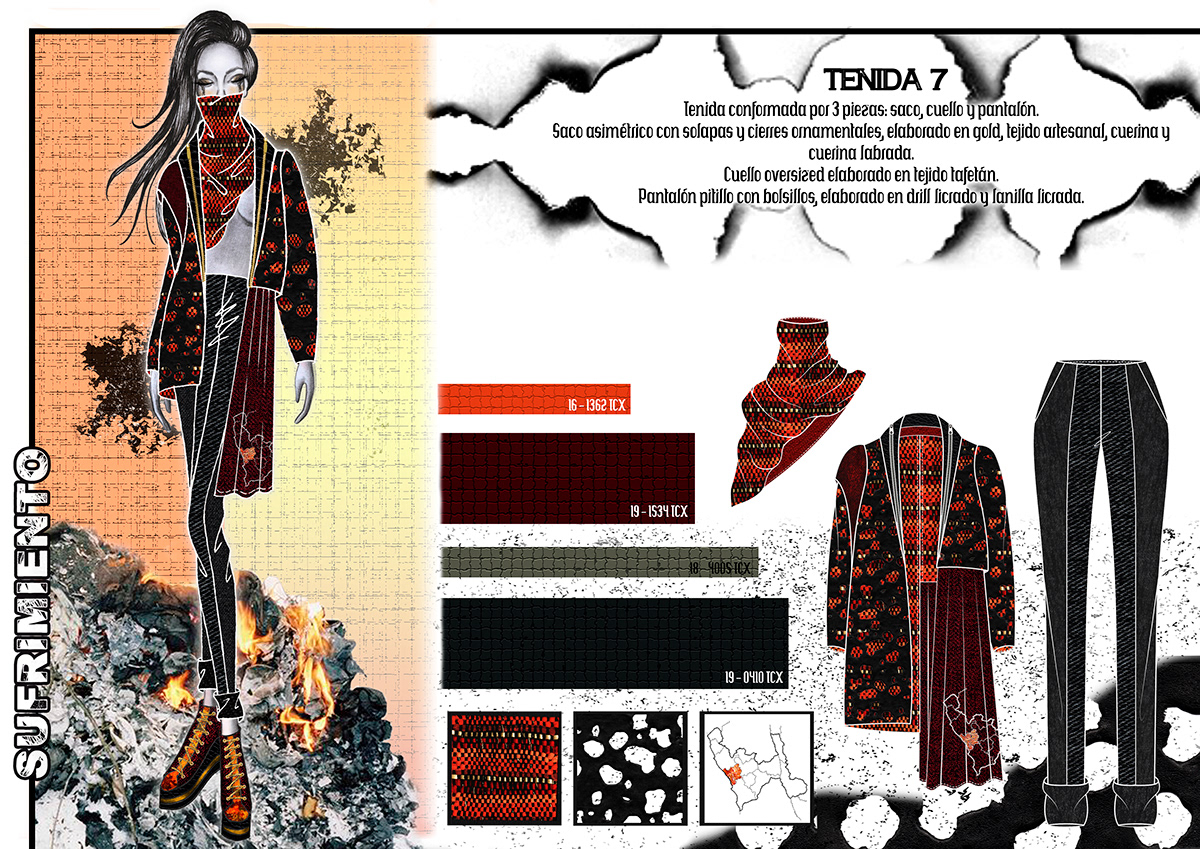 TENIDA 7
Tenida conformada por 3 piezas: saco, cuello y pantalón.
Saco asimétrico con solapas y cierres ornamentales, elaborado en gold, tejido artesanal, cuerina y
cuerina labrada.
Cuello oversized elaborado en tejido tafetán.
Pantalón pitillo con bolsillos, elaborado en drill licrado y lanilla licrada.
16 - 1362 TCX
19 - 1534 TCX
18 - 4005 TCX
19 - 0410 TCX
SUFRIMIENTO